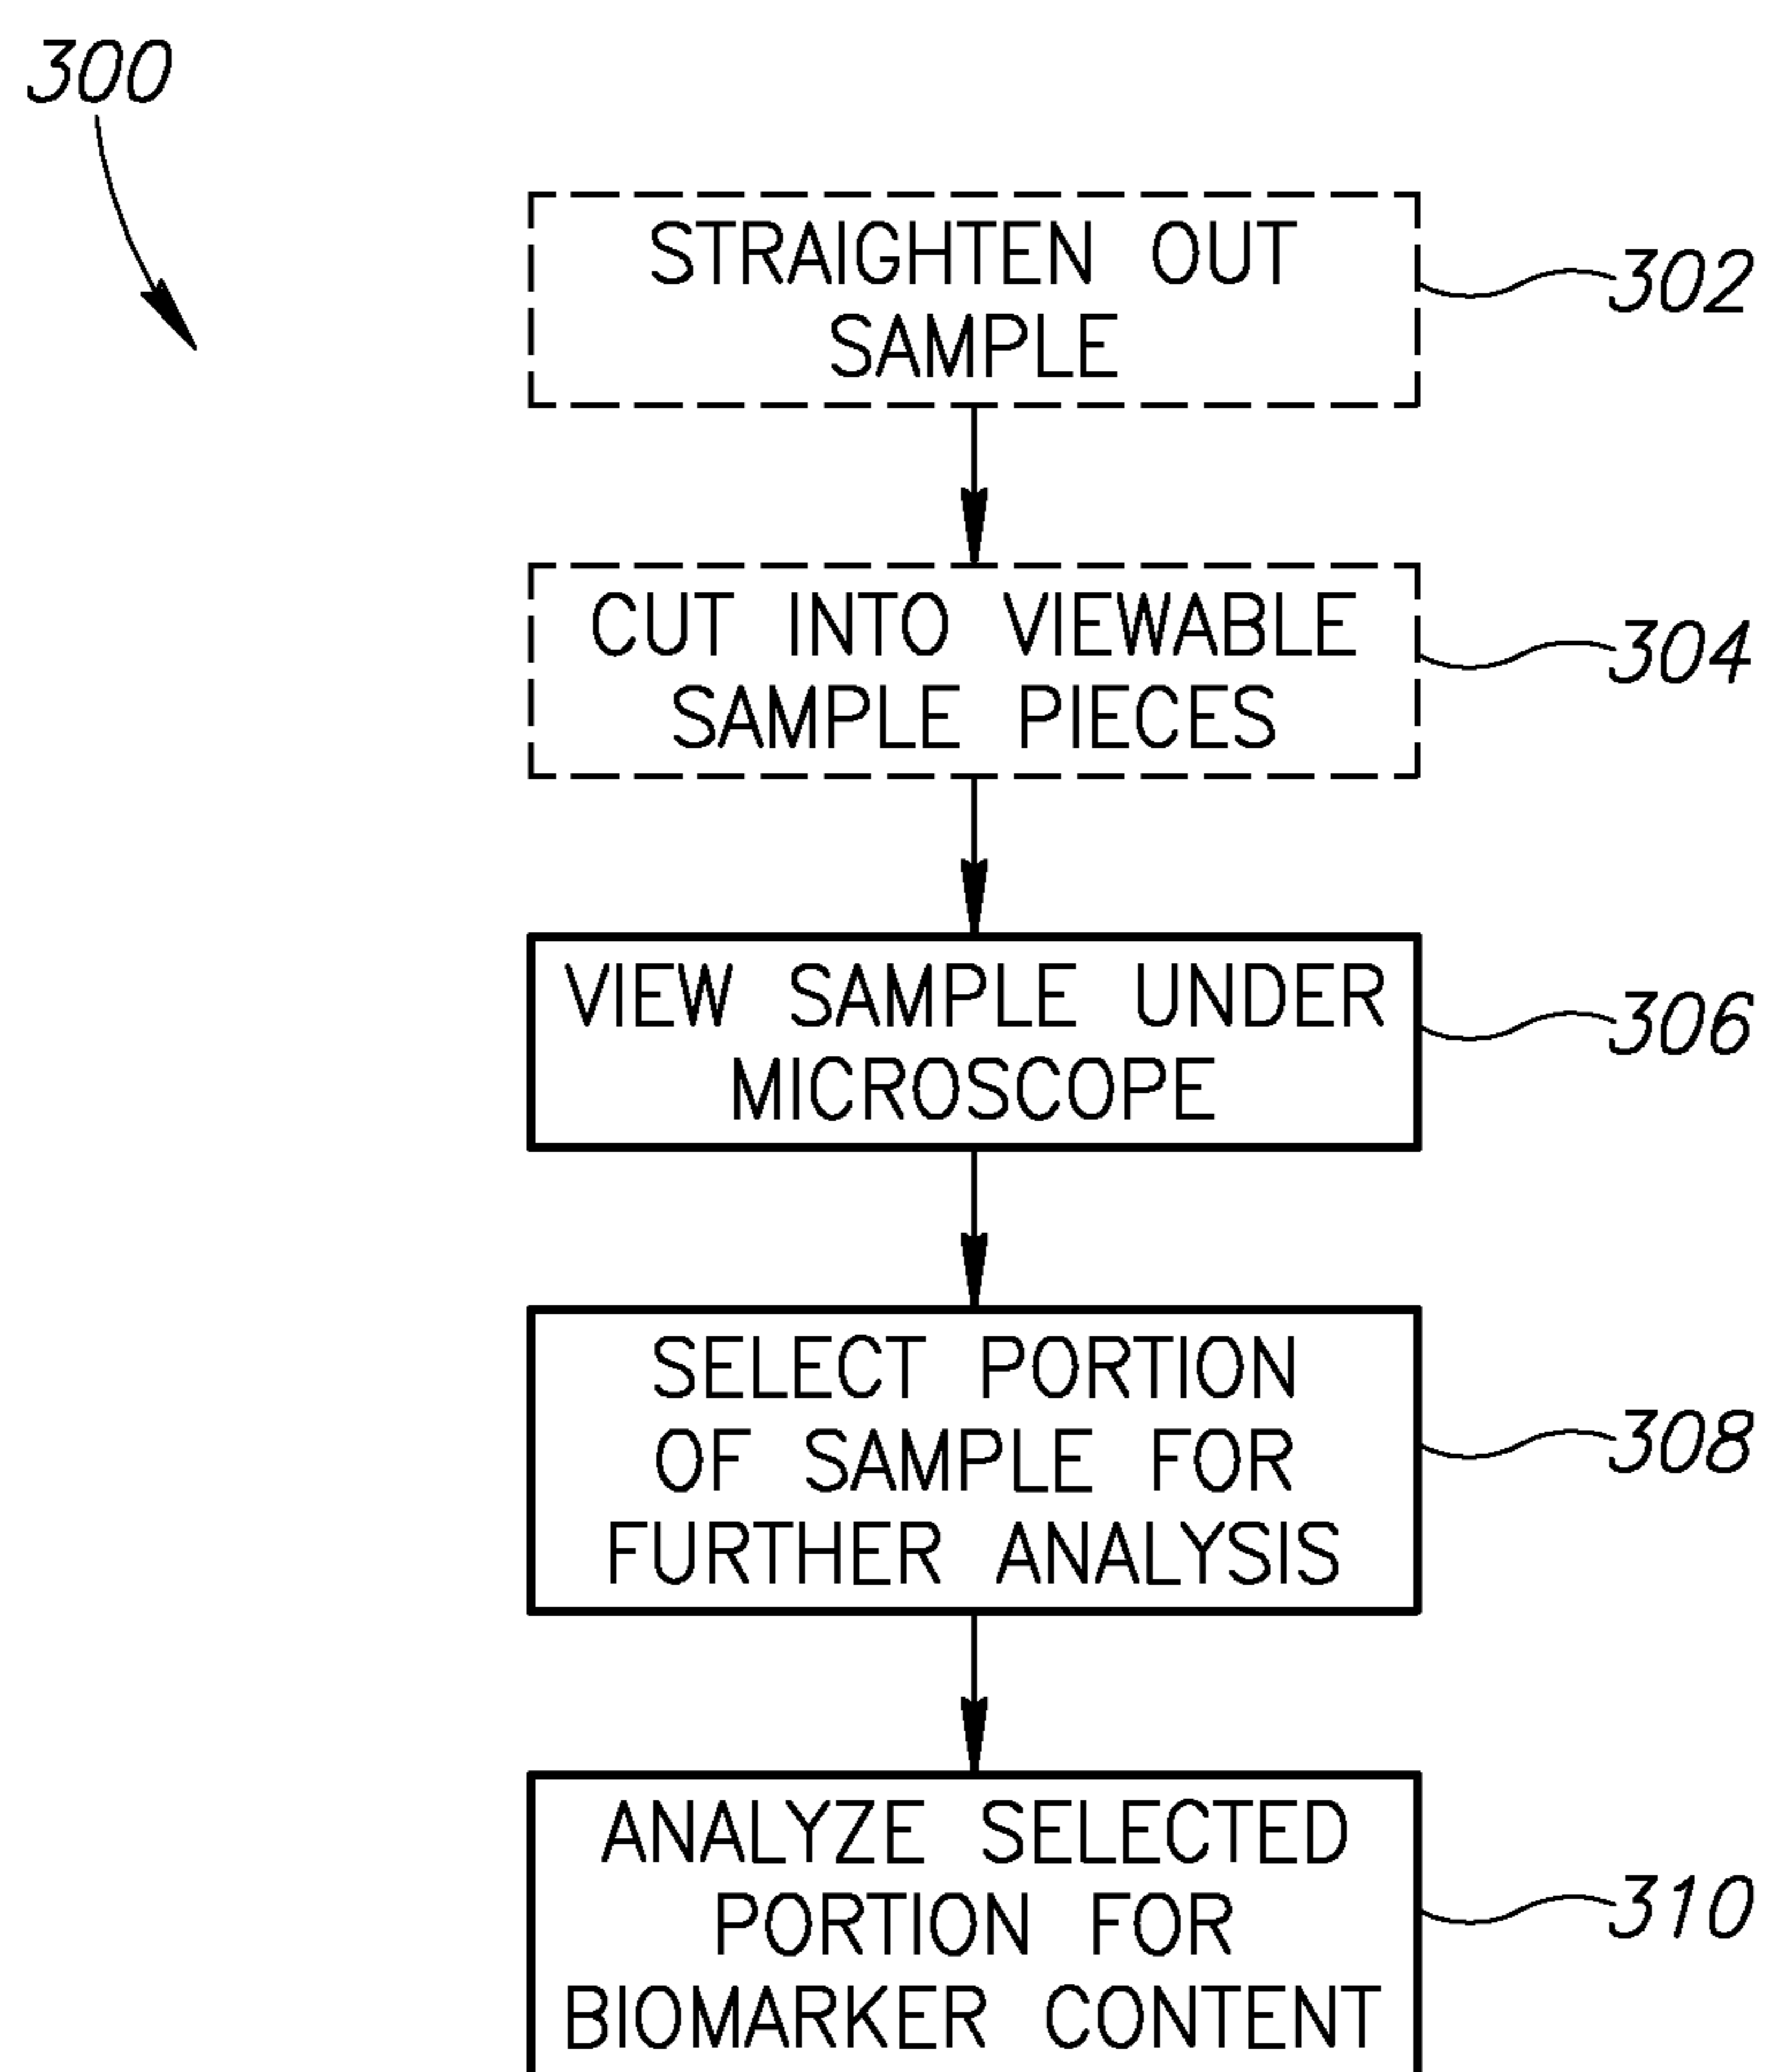 300
STRAIGHTEN OUT
SAMPLE
302
CUT INTO VIEWABLE
SAMPLE PIECES
304
VIEW SAMPLE UNDER
MICROSCOPE
306
SELECT PORTION
OF SAMPLE FOR
FURTHER ANALYSIS
308
ANALYZE SELECTED
PORTION FOR
BIOMARKER CONTENT
310